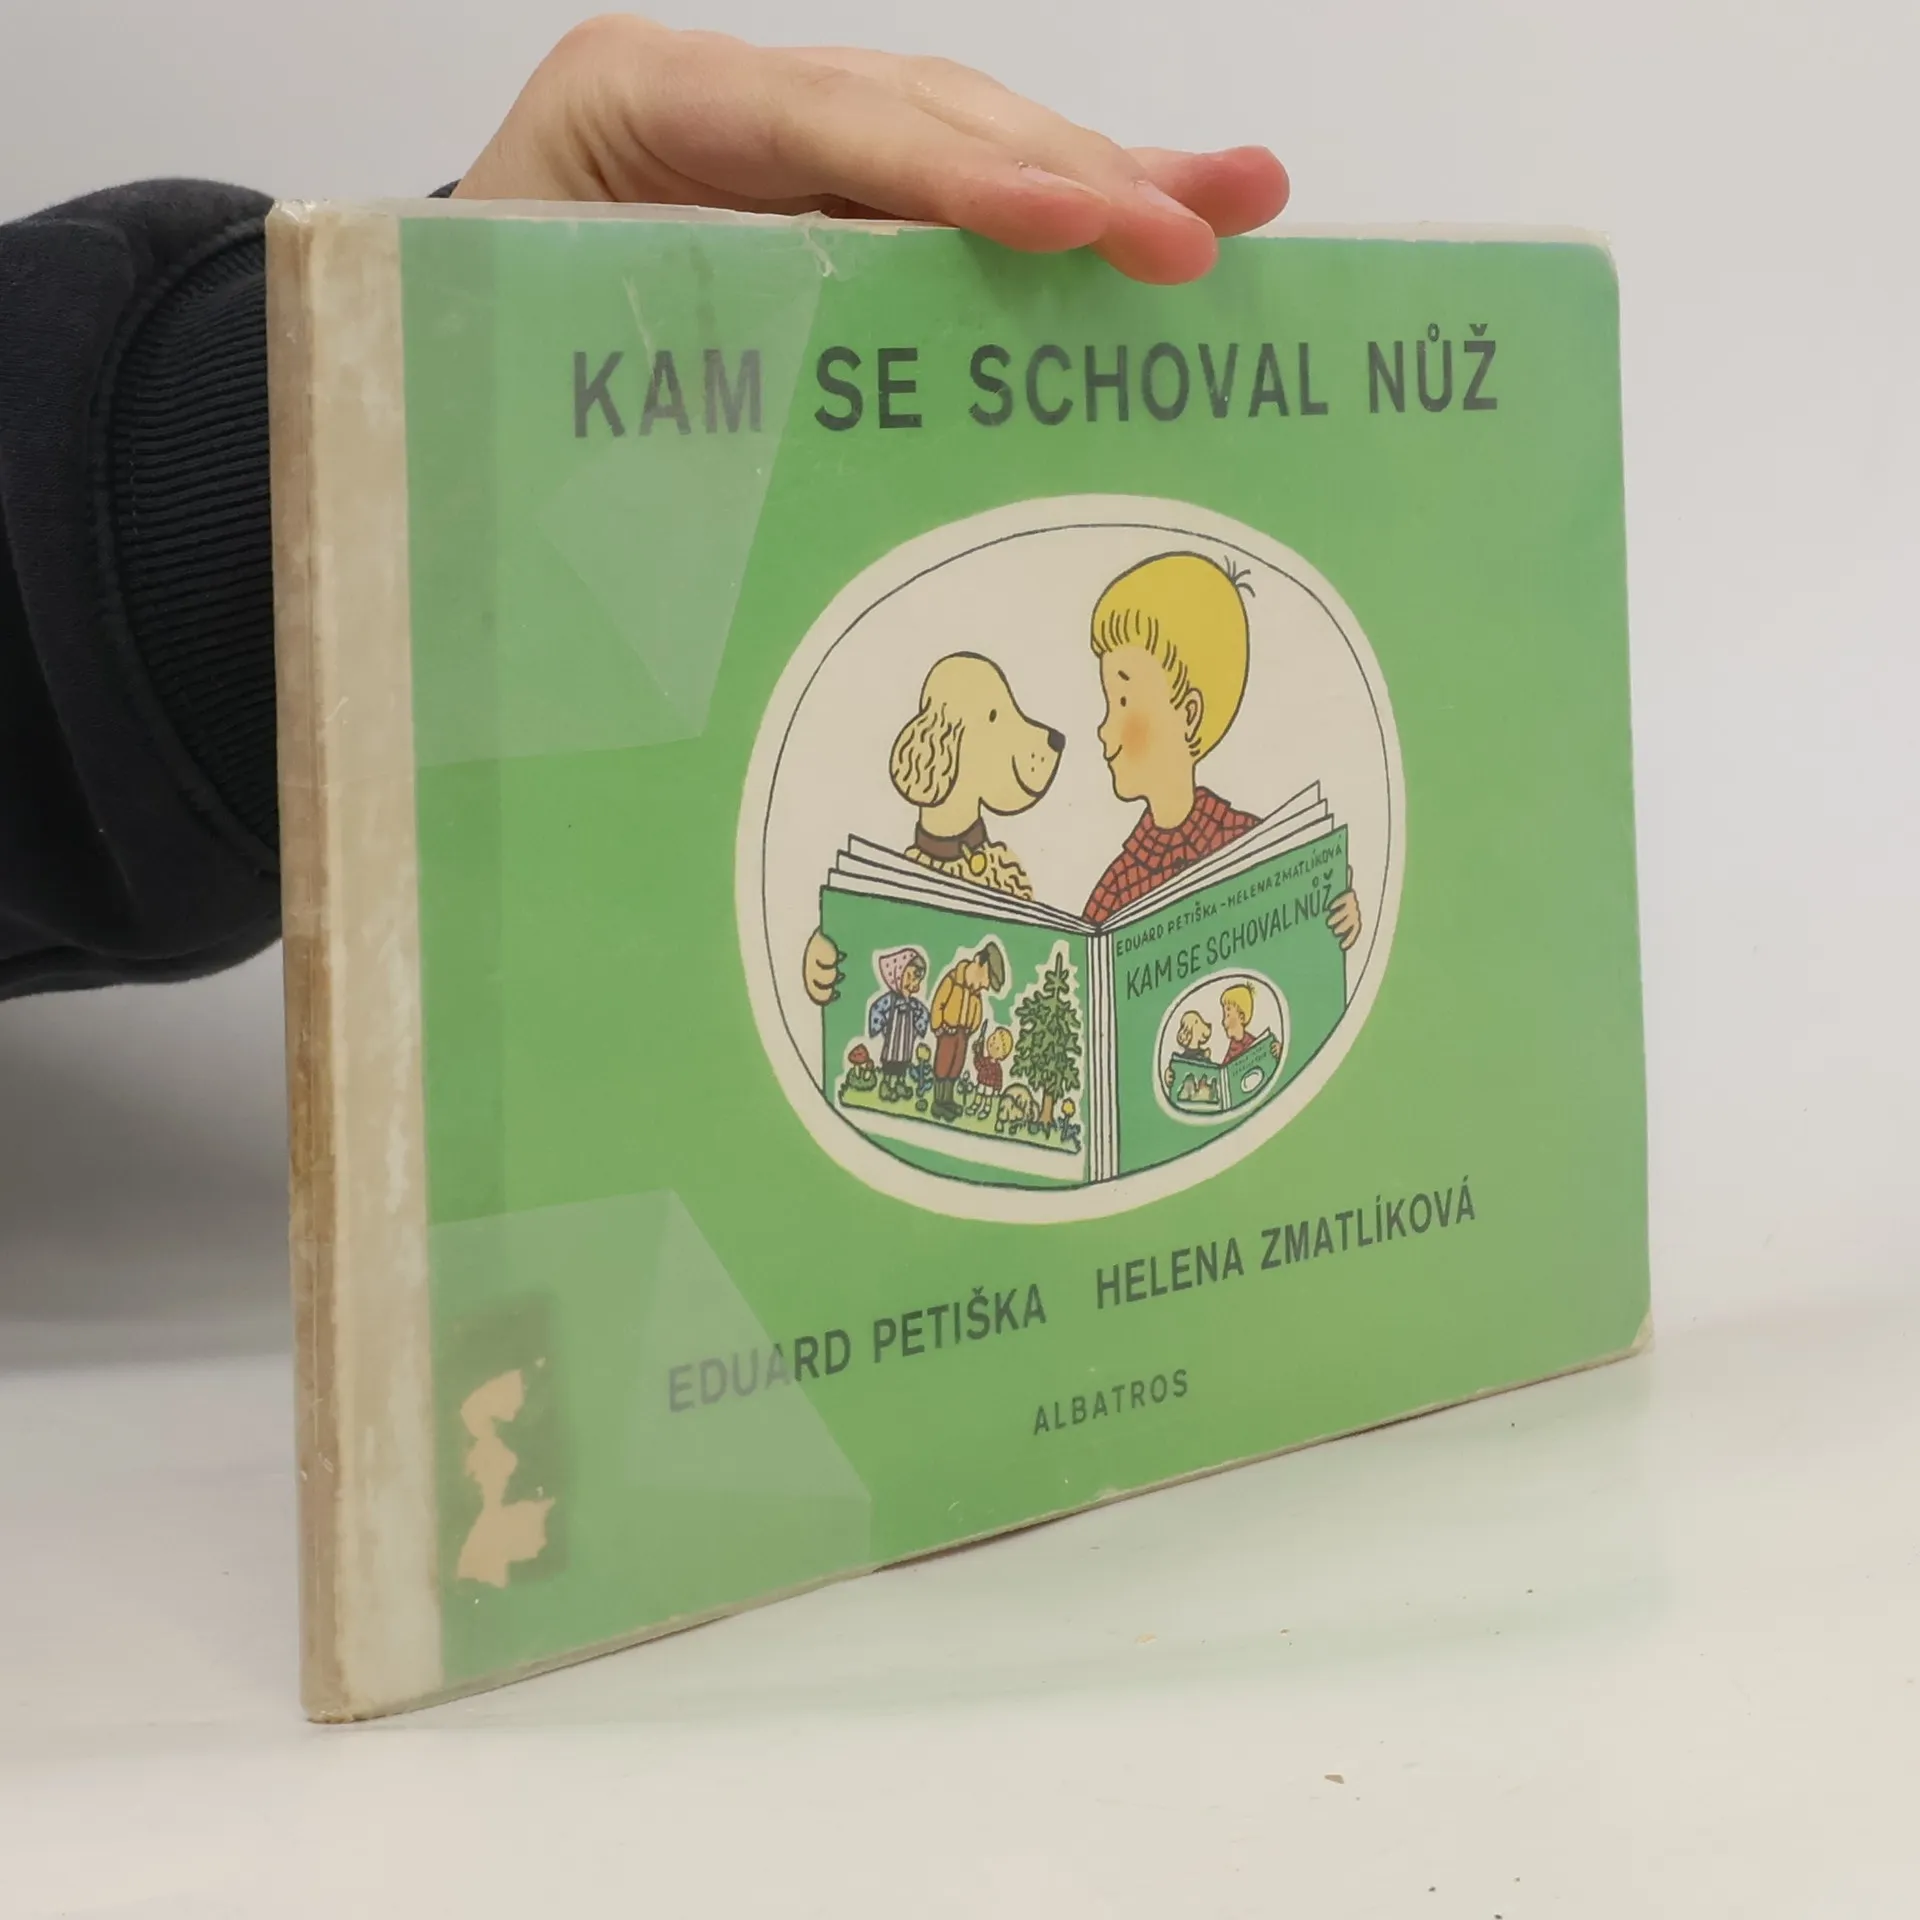 KAM SE SCHOVAL NŮŽ
EDUARD PETIŠKA - HELENA ZMATLÍKOVÁ
KAM SE SCHOVAL NŮŽ
EDUARD PETIŠKA HELENA ZMATLÍKOVÁ
ALBATROS